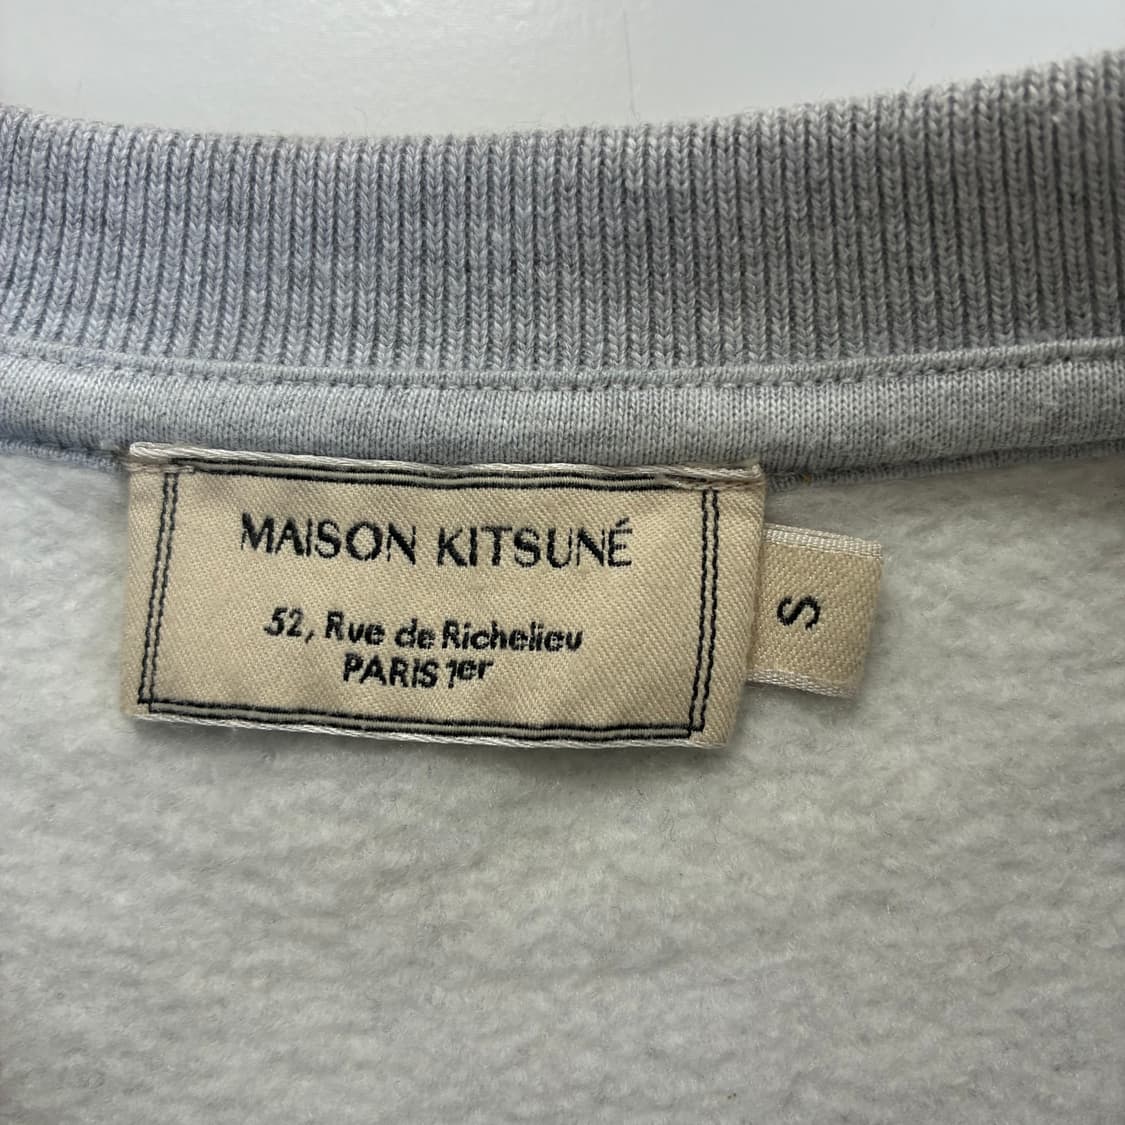 MAISON KITSUNÉ
52, Rue de Richelieu
PARIS 1er
S